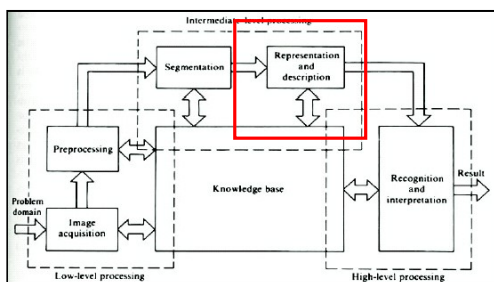 Intermediate-level processing
Segmentation
Representation
and
description
Preprocessing
Knowledge base
Recognition
and
interpretation
Result
Problem
domain
Image
acquisition
Low-level processing
High-level processing